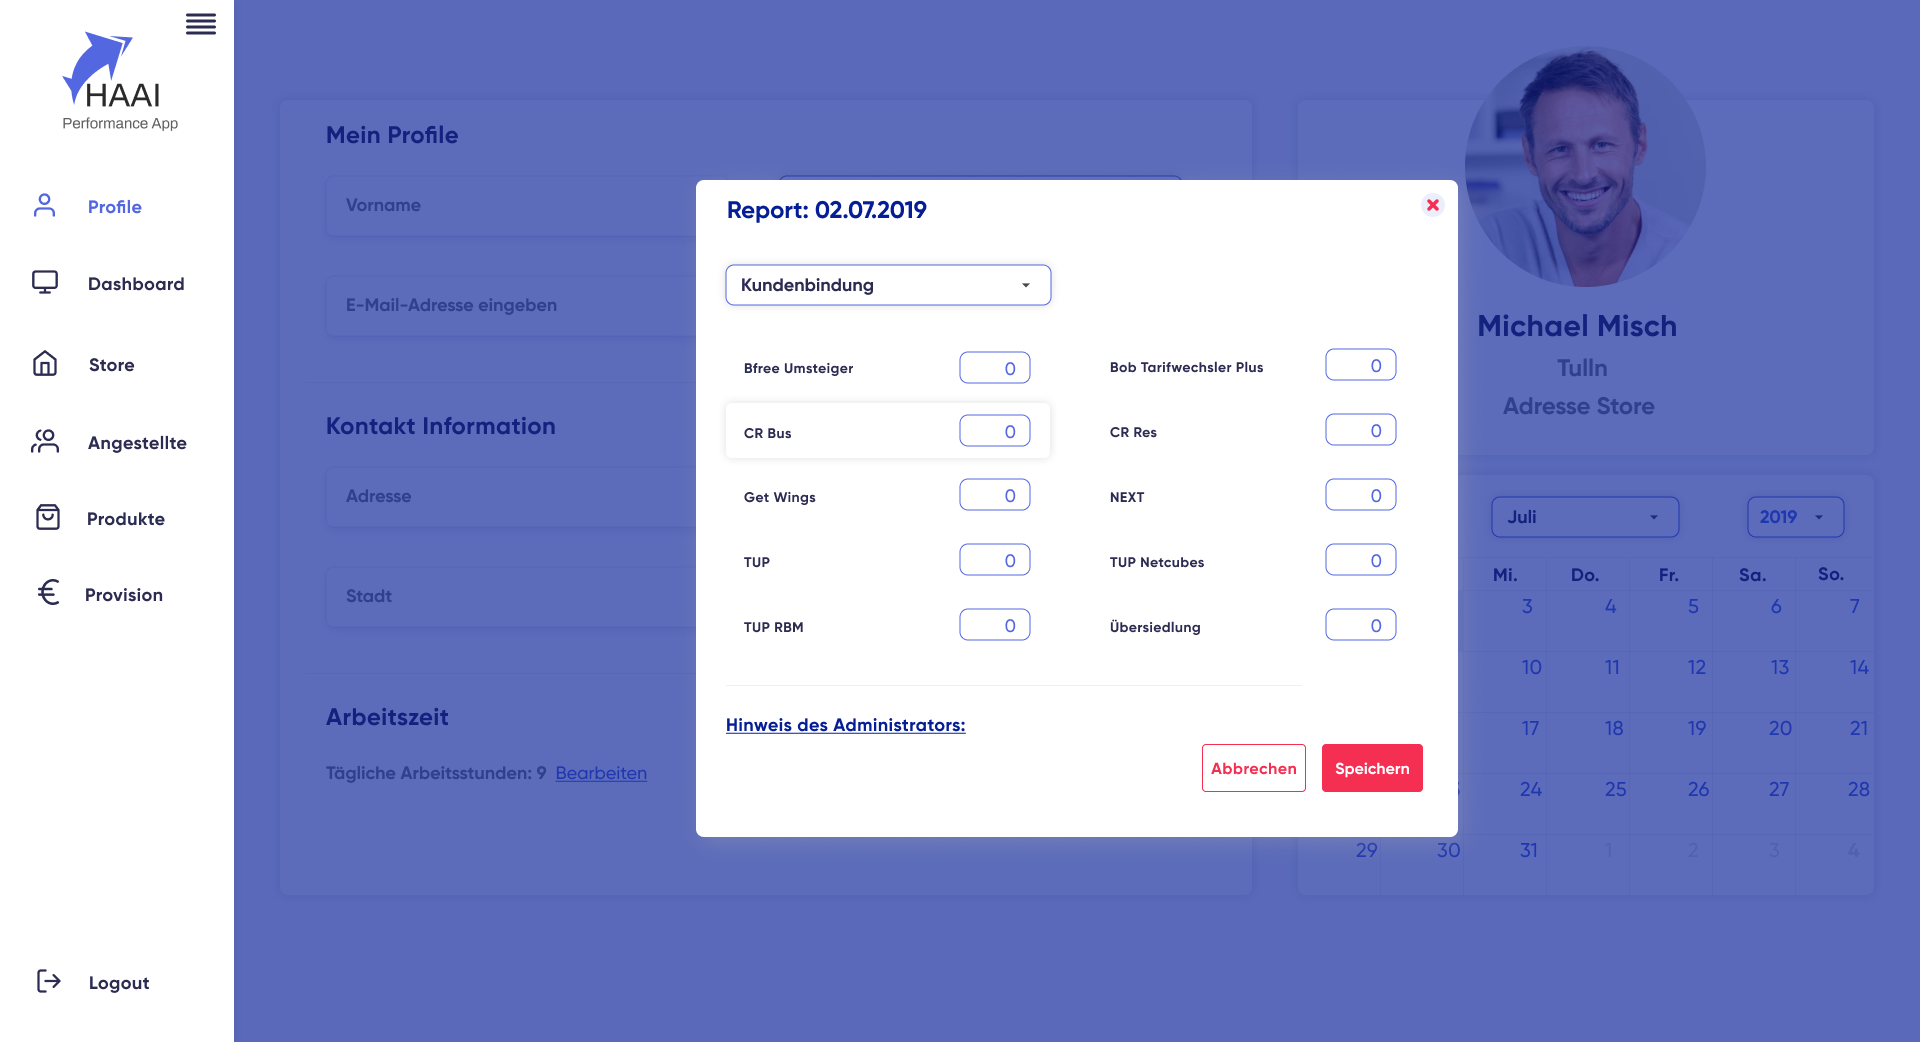 HAAI
Performance App
Profile
Dashboard
Store
Angestellte
Produkte
Provision
Logout
Mein Profile
Vorname
E-Mail-Adresse eingeben
Kontakt Information
Adresse
Stadt
Arbeitszeit
Tägliche Arbeitsstunden: 9 Bearbeiten
Report: 02.07.2019
Kundenbindung
Bfree Umsteiger 0
Bob Tarifwechsler Plus 0
CR Bus 0
CR Res 0
Get Wings 0
NEXT 0
TUP 0
TUP Netcubes 0
TUP RBM 0
Übersiedlung 0
Hinweis des Administrators:
Abbrechen
Speichern
Michael Misch
Tulln
Adresse Store
Juli 2019
Mi. Do. Fr. Sa. So.
3 4 5 6 7
10 11 12 13 14
17 18 19 20 21
24 25 26 27 28
29 30 31 1 2 3 4